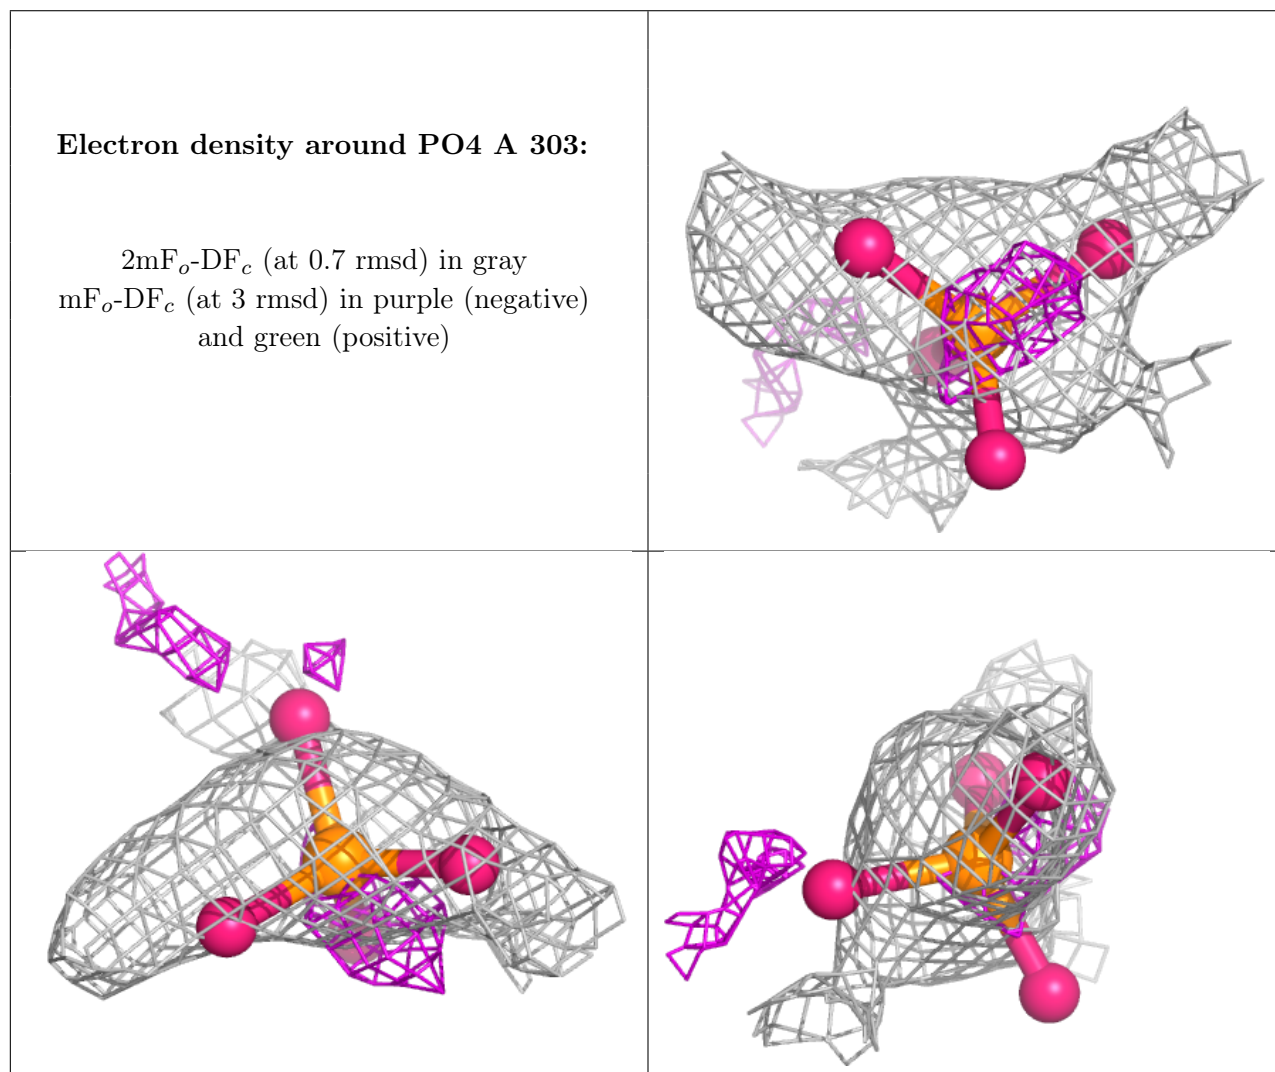 Electron density around PO4 A 303:
2mFo-DFc (at 0.7 rmsd) in gray
mFo-DFc (at 3 rmsd) in purple (negative)
and green (positive)